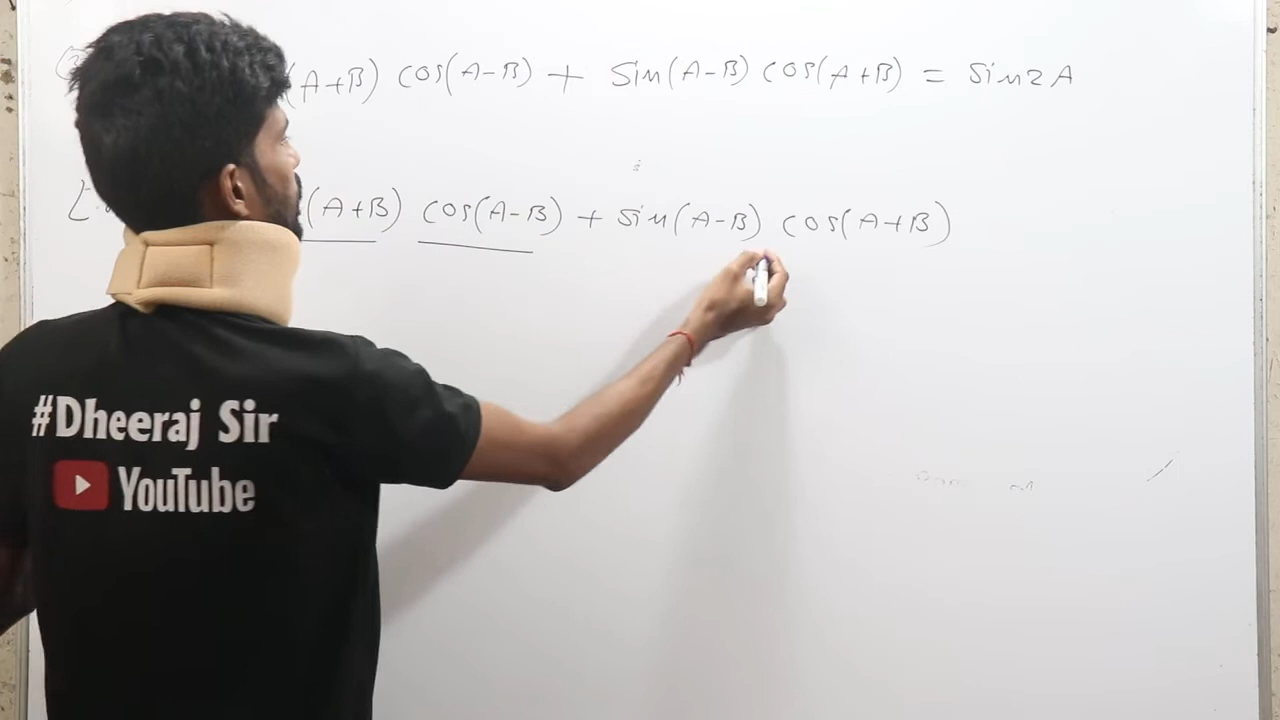 (A+B) cos(A-B) + Sin(A-B) cos(A+B) = Sin2A
(A+B) cos(A-B) + Sin(A-B) cos(A+B)
#Dheeraj Sir
YouTube